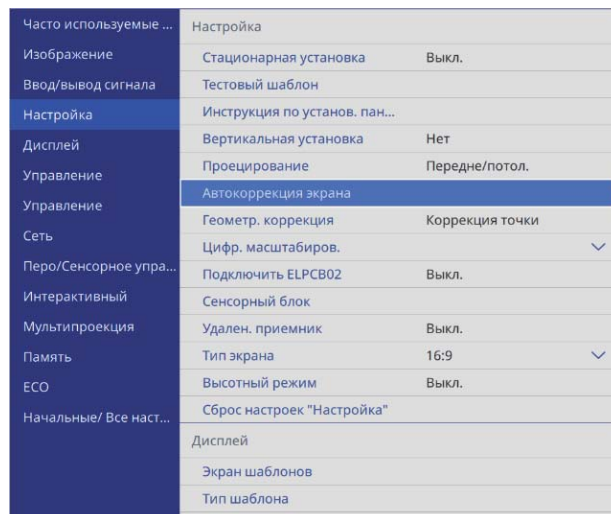 Часто используемые ...
Изображение
Ввод/вывод сигнала
Настройка
Дисплей
Управление
Управление
Сеть
Перо/Сенсорное упра...
Интерактивный
Мультипроекция
Память
ECO
Начальные/ Все наст...
Настройка
Стационарная установка Выкл.
Тестовый шаблон
Инструкция по установ. пан...
Вертикальная установка Нет
Проецирование Передне/потол.
Автокоррекция экрана
Геометр. коррекция Коррекция точки
Цифр. масштабиров.
Подключить ELPCB02 Выкл.
Сенсорный блок
Удален. приемник Выкл.
Тип экрана 16:9
Высотный режим Выкл.
Сброс настроек "Настройка"
Дисплей
Экран шаблонов
Тип шаблона